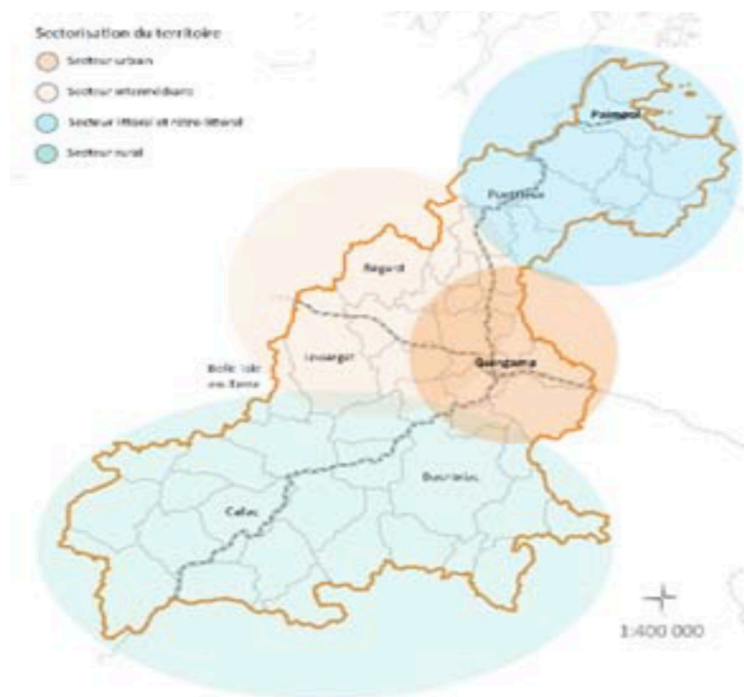 Sectorisation du territoire
Secteur urbain
Secteur intermédiaire
Secteur littoral et rétro-littoral
Secteur rural
Paimpol
Pontrieux
Bégard
Louargat
Guingamp
Belle-Isle
en-Terre
Bourbriac
Callac
1:400 000